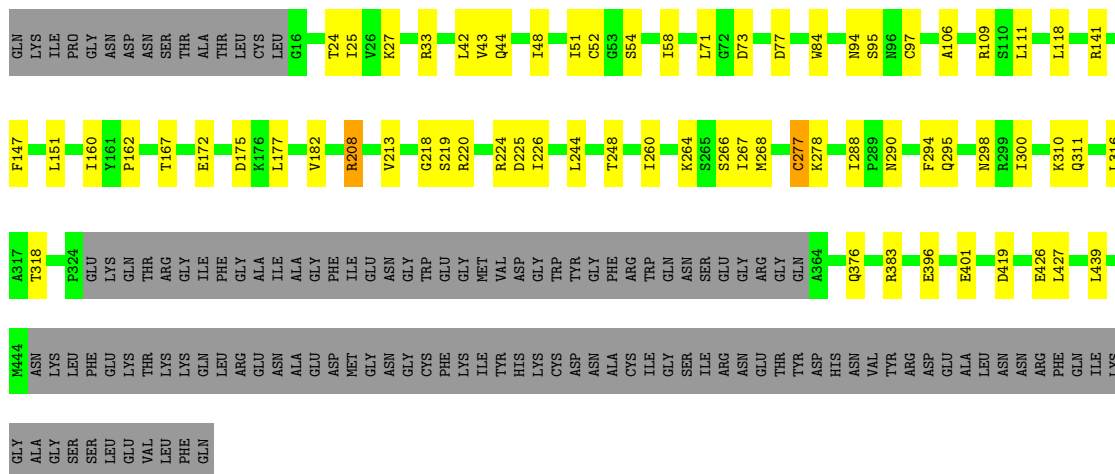 GLN LYS ILE PRO GLY ASN ASP ASN SER THR ALA THR LEU CYS LEU G16 T24 I25 V26 K27 R33 L42 V43 Q44 I48 I51 C52 G53 S54 I58 L71 G72 D73 D77 W84 N94 S95 N96 C97 A106 R109 S110 L111 L118 R141
F147 L151 I160 Y161 P162 T167 E172 D175 K176 L177 V182 R208 V213 G218 S219 R220 R224 D225 I226 L244 T248 I260 K264 S265 S266 I267 M268 C277 K278 I288 P289 N290 F294 Q295 N298 R299 I300 K310 Q311 L316
A317 T318 P324 GLU LYS GLN THR ARG GLY ILE PHE GLY ALA ILE ALA GLY PHE ILE GLU ASN GLY TRP GLU GLY MET VAL ASP GLY TRP TYR GLY PHE ARG TRP GLN ASN SER GLU GLY ARG GLY GLN A364 Q376 R383 E396 E401 D419 E426 L427 L439
M444 ASN LYS LEU PHE GLU LYS THR LYS LYS GLN LEU ARG GLU ASN ALA GLU ASP MET GLY ASN GLY CYS PHE LYS ILE TYR HIS LYS CYS ASP ASN ALA CYS ILE GLY SER ILE ARG ASN GLU THR TYR ASP HIS ASN VAL TYR ARG ASP GLU ALA LEU ASN ASN ARG PHE GLN ILE LYS
GLY ALA GLY SER SER LEU GLU VAL LEU PHE GLN